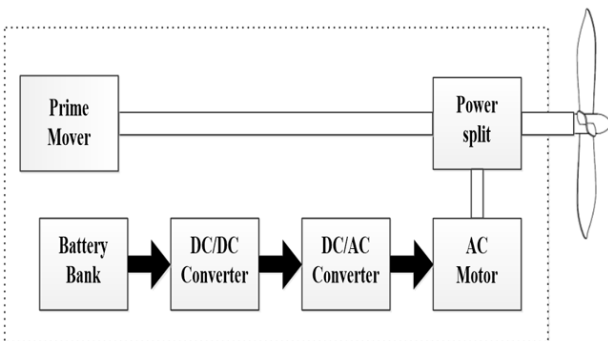 Prime
Mover
Power
split
Battery
Bank
DC/DC
Converter
DC/AC
Converter
AC
Motor